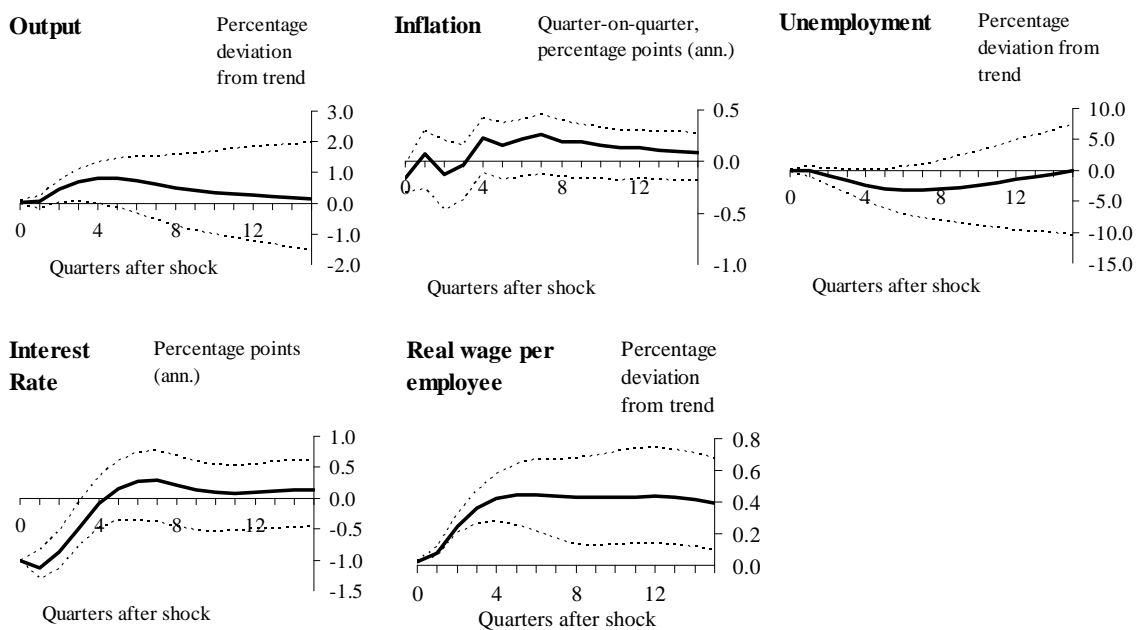 Output
Percentage
deviation
from trend
3.0
2.0
1.0
0.0
-1.0
-2.0
0
4
8
12
Quarters after shock
Inflation
Quarter-on-quarter,
percentage points (ann.)
0.5
0.0
-0.5
-1.0
0
4
8
12
Quarters after shock
Unemployment
Percentage
deviation from
trend
10.0
5.0
0.0
-5.0
-10.0
-15.0
0
4
8
12
Quarters after shock
Interest
Rate
Percentage points
(ann.)
1.0
0.5
0.0
-0.5
-1.0
-1.5
0
4
8
12
Quarters after shock
Real wage per
employee
Percentage
deviation
from trend
0.8
0.6
0.4
0.2
0.0
0
4
8
12
Quarters after shock